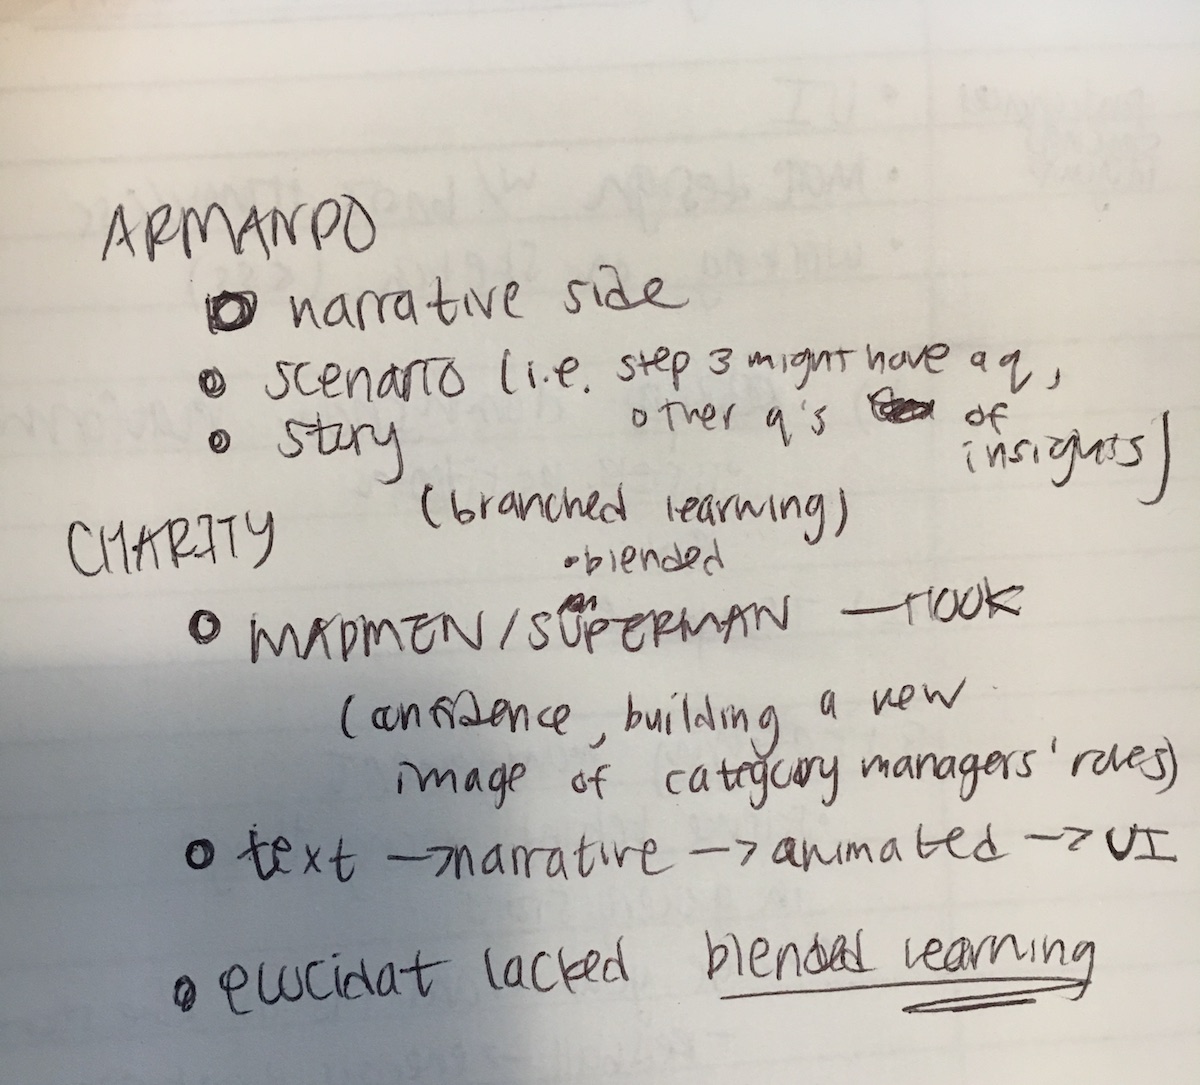 ARMANDO
narrative side
• scenario (i.e. step 3 might have a q,
other q's of
insights)
• story
(branched learning)
• blended
CHARITY
• MADMEN/SUPERMAN — HOOK
(confidence, building a new
image of category managers' roles)
• text → narrative → animated → UI
• elucidat lacked blended learning